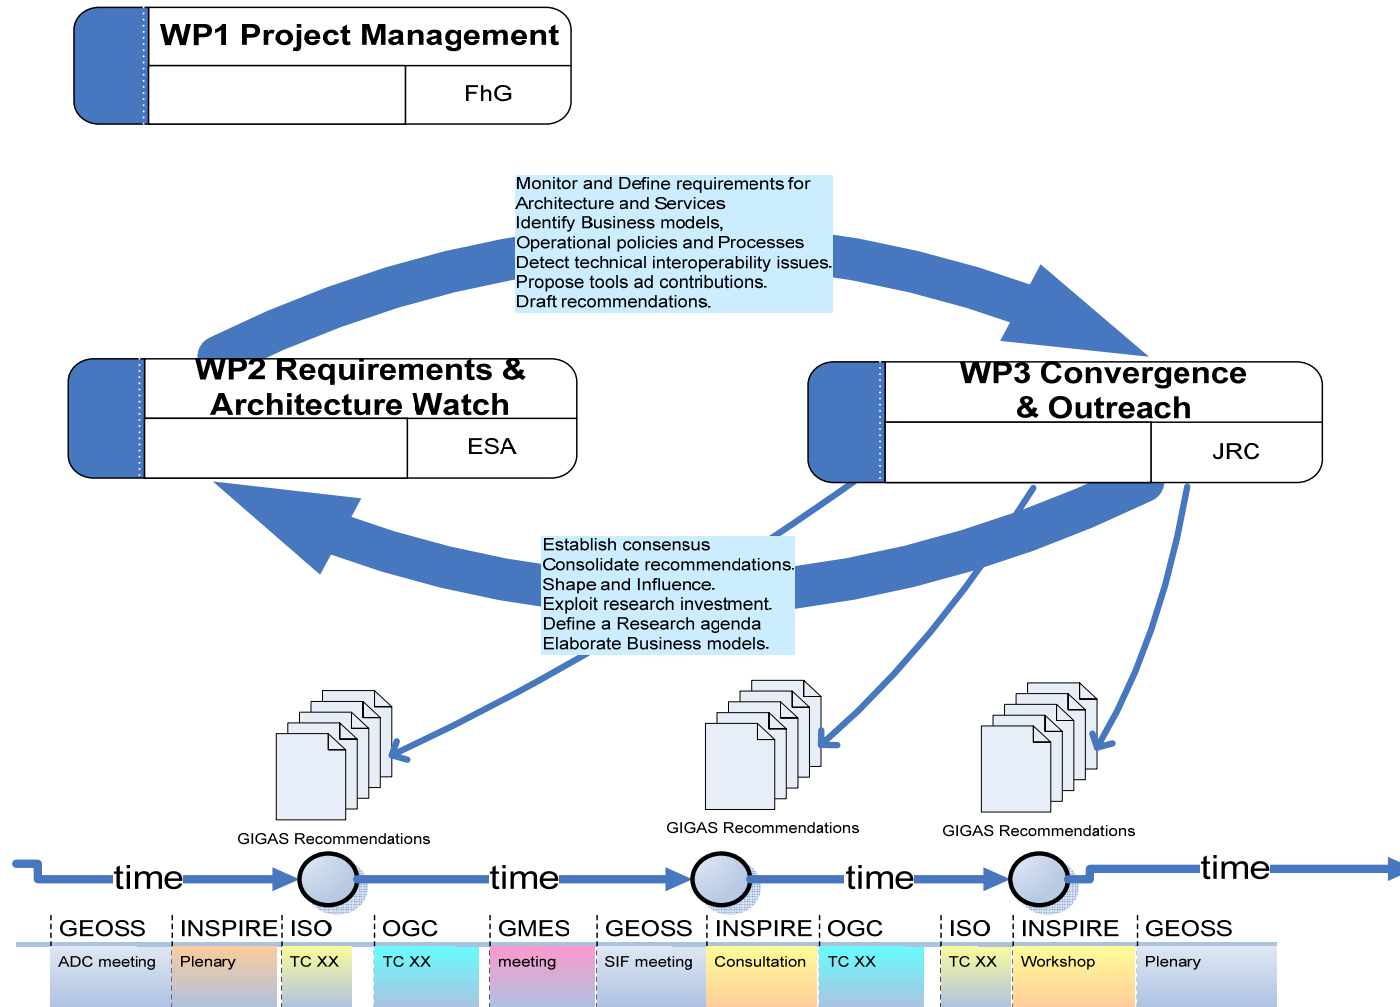 WP1 Project Management
FhG
Monitor and Define requirements for
Architecture and Services
Identify Business models,
Operational policies and Processes
Detect technical interoperability issues.
Propose tools ad contributions.
Draft recommendations.
WP2 Requirements &
Architecture Watch
ESA
WP3 Convergence
& Outreach
JRC
Establish consensus
Consolidate recommendations.
Shape and Influence.
Exploit research investment.
Define a Research agenda
Elaborate Business models.
GIGAS Recommendations
GIGAS Recommendations
GIGAS Recommendations
time
time
time
time
GEOSS
INSPIRE
ISO
OGC
GMES
GEOSS
INSPIRE
OGC
ISO
INSPIRE
GEOSS
ADC meeting
Plenary
TC XX
TC XX
meeting
SIF meeting
Consultation
TC XX
TC XX
Workshop
Plenary